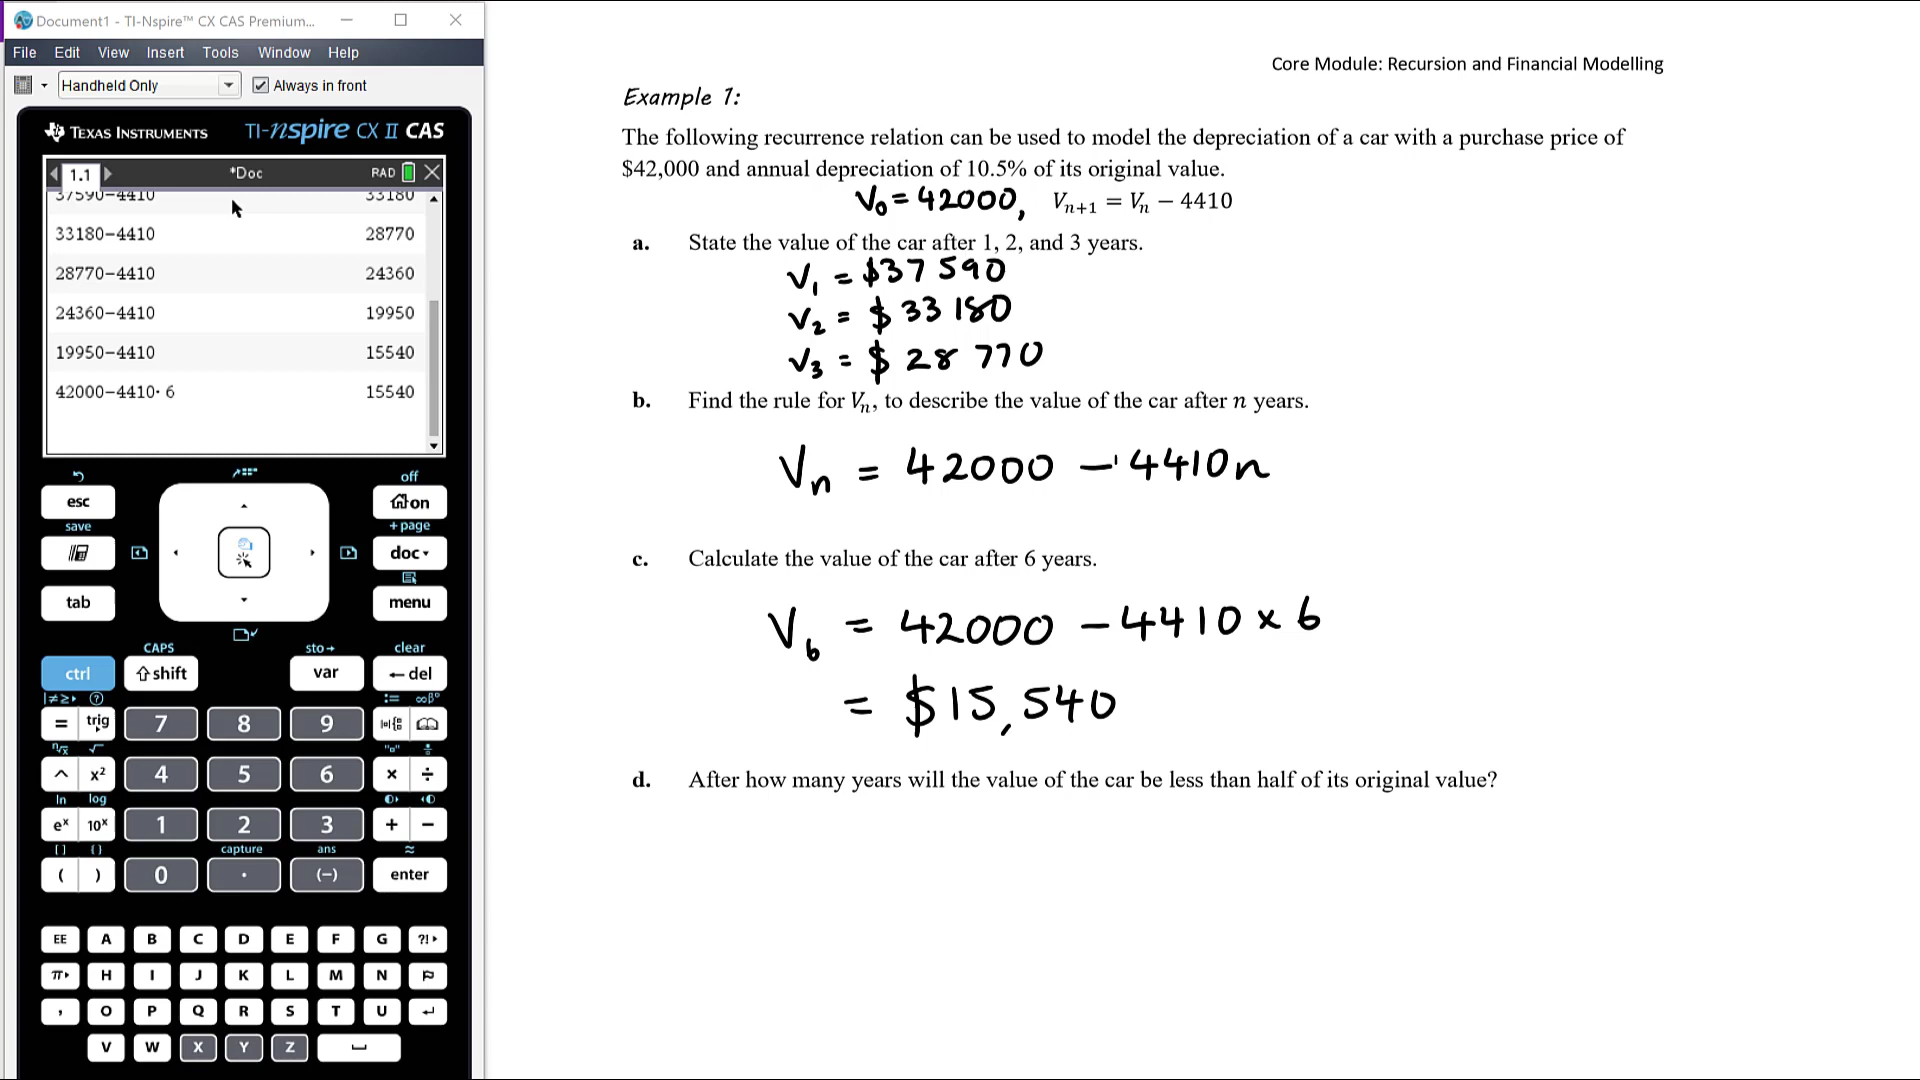 Document1 - TI-Nspire™ CX CAS Premium...
File Edit View Insert Tools Window Help
Handheld Only Always in front
TEXAS INSTRUMENTS TI-nspire CX II CAS
1.1 *Doc RAD
37590−4410 33180
33180−4410 28770
28770−4410 24360
24360−4410 19950
19950−4410 15540
42000−4410· 6 15540
off
esc on
save + page
doc
tab menu
CAPS sto→ clear
ctrl shift var del
= trig 7 8 9
^ x² 4 5 6 × ÷
ln log
eˣ 10ˣ 1 2 3 + −
[ ] { } capture ans ≈
( ) 0 . (−) enter
EE A B C D E F G ?!
π H I J K L M N
, O P Q R S T U
V W X Y Z
Core Module: Recursion and Financial Modelling
Example 1:
The following recurrence relation can be used to model the depreciation of a car with a purchase price of
$42,000 and annual depreciation of 10.5% of its original value.
V₀ = 42000, Vₙ₊₁ = Vₙ − 4410
a. State the value of the car after 1, 2, and 3 years.
V₁ = $37 590
V₂ = $ 33 180
V₃ = $ 28 770
b. Find the rule for Vₙ, to describe the value of the car after n years.
Vₙ = 42000 − 4410n
c. Calculate the value of the car after 6 years.
V₆ = 42000 − 4410 × 6
= $15,540
d. After how many years will the value of the car be less than half of its original value?